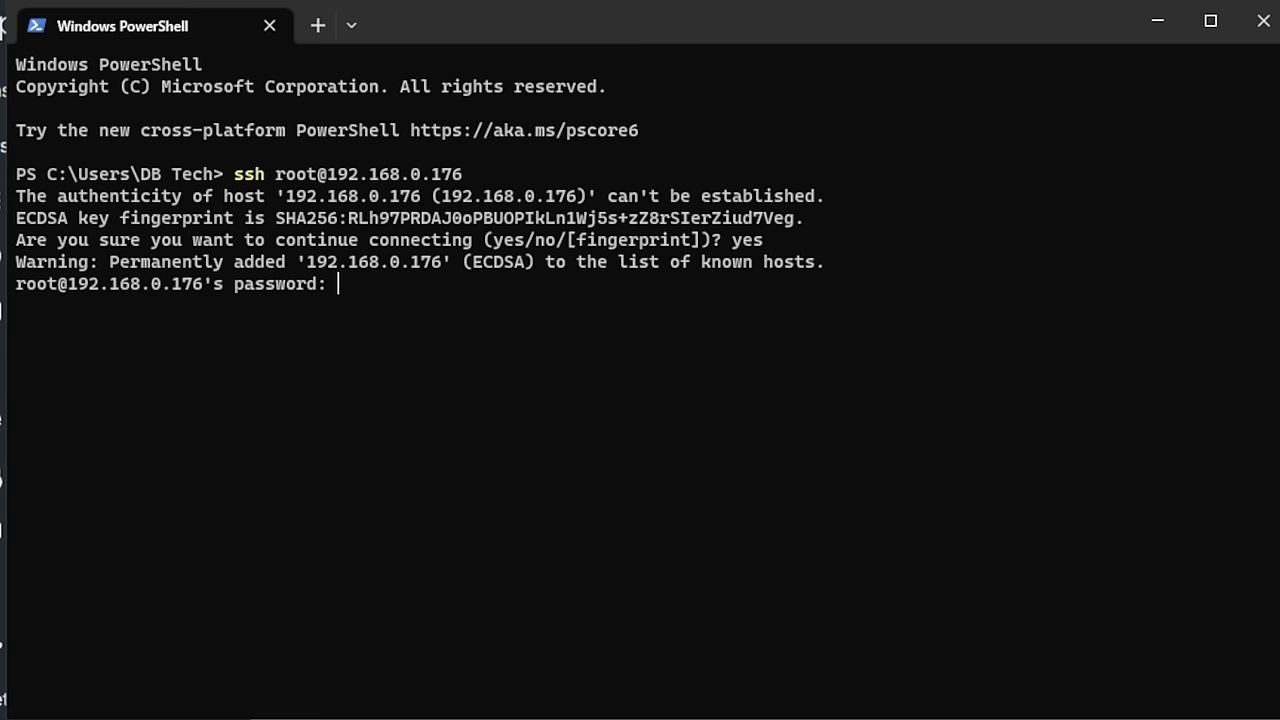 Windows PowerShell
Windows PowerShell
Copyright (C) Microsoft Corporation. All rights reserved.
Try the new cross-platform PowerShell https://aka.ms/pscore6
PS C:\Users\DB Tech> ssh root@192.168.0.176
The authenticity of host '192.168.0.176 (192.168.0.176)' can't be established.
ECDSA key fingerprint is SHA256:RLh97PRDAJ0oPBUOPIkLn1Wj5s+zZ8rSIerZiud7Veg.
Are you sure you want to continue connecting (yes/no/[fingerprint])? yes
Warning: Permanently added '192.168.0.176' (ECDSA) to the list of known hosts.
root@192.168.0.176's password: